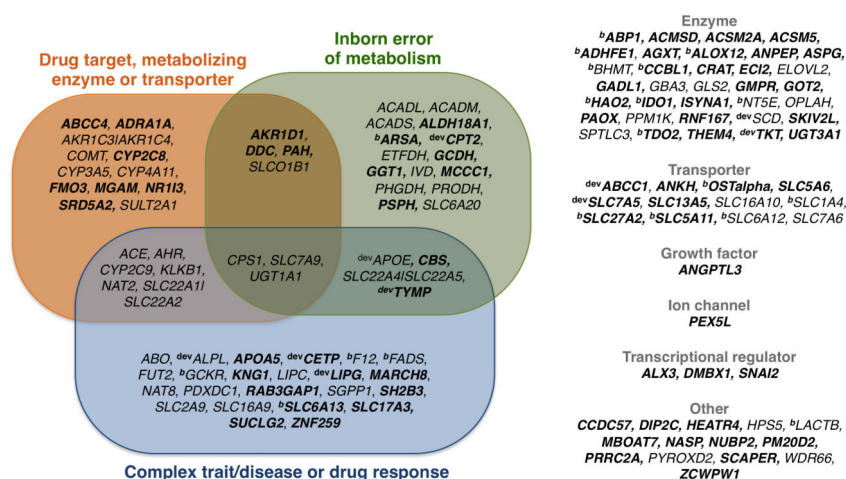 Drug target, metabolizing
enzyme or transporter
Inborn error
of metabolism
ABCC4, ADRA1A,
AKR1C3|AKR1C4,
COMT, CYP2C8,
CYP3A5, CYP4A11,
FMO3, MGAM, NR1I3,
SRD5A2, SULT2A1
AKR1D1,
DDC, PAH,
SLCO1B1
ACADL, ACADM,
ACADS, ALDH18A1,
bARSA, devCPT2,
ETFDH, GCDH,
GGT1, IVD, MCCC1,
PHGDH, PRODH,
PSPH, SLC6A20
ACE, AHR,
CYP2C9, KLKB1,
NAT2, SLC22A1|
SLC22A2
CPS1, SLC7A9,
UGT1A1
devAPOE, CBS,
SLC22A4|SLC22A5,
devTYMP
ABO, devALPL, APOA5, devCETP, bF12, bFADS,
FUT2, bGCKR, KNG1, LIPC, devLIPG, MARCH8,
NAT8, PDXDC1, RAB3GAP1, SGPP1, SH2B3,
SLC2A9, SLC16A9, bSLC6A13, SLC17A3,
SUCLG2, ZNF259
Complex trait/disease or drug response
Enzyme
bABP1, ACMSD, ACSM2A, ACSM5,
bADHFE1, AGXT, bALOX12, ANPEP, ASPG,
bBHMT, bCCBL1, CRAT, ECI2, ELOVL2,
GADL1, GBA3, GLS2, GMPR, GOT2,
bHAO2, bIDO1, ISYNA1, bNT5E, OPLAH,
PAOX, PPM1K, RNF167, devSCD, SKIV2L,
SPTLC3, bTDO2, THEM4, devTKT, UGT3A1
Transporter
devABCC1, ANKH, bOSTalpha, SLC5A6,
devSLC7A5, SLC13A5, SLC16A10, bSLC1A4,
bSLC27A2, bSLC5A11, bSLC6A12, SLC7A6
Growth factor
ANGPTL3
Ion channel
PEX5L
Transcriptional regulator
ALX3, DMBX1, SNAI2
Other
CCDC57, DIP2C, HEATR4, HPS5, bLACTB,
MBOAT7, NASP, NUBP2, PM20D2,
PRRC2A, PYROXD2, SCAPER, WDR66,
ZCWPW1